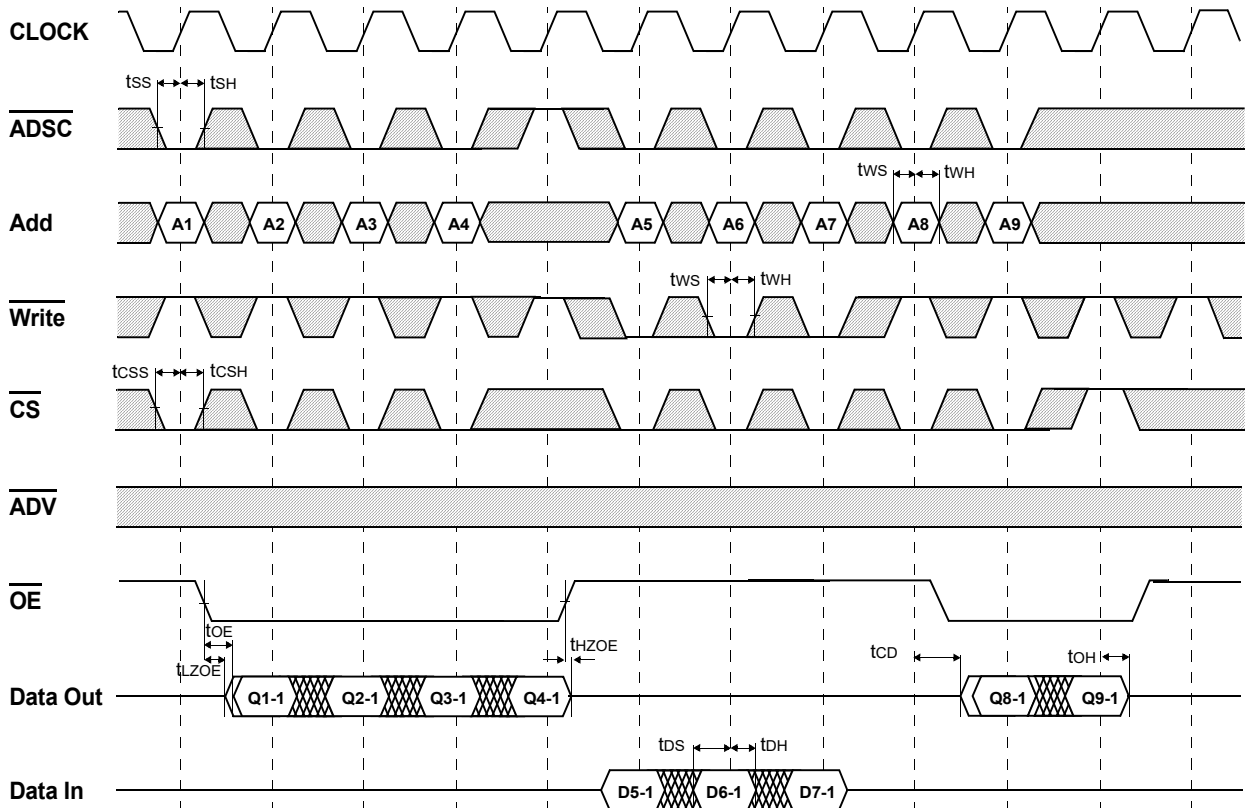 CLOCK
tSS tSH
ADSC
tWS tWH
Add A1 A2 A3 A4 A5 A6 A7 A8 A9
tWS tWH
Write
tCSS tCSH
CS
ADV
OE
tOE tHZOE
tLZOE tCD tOH
Data Out Q1-1 Q2-1 Q3-1 Q4-1 Q8-1 Q9-1
tDS tDH
Data In D5-1 D6-1 D7-1